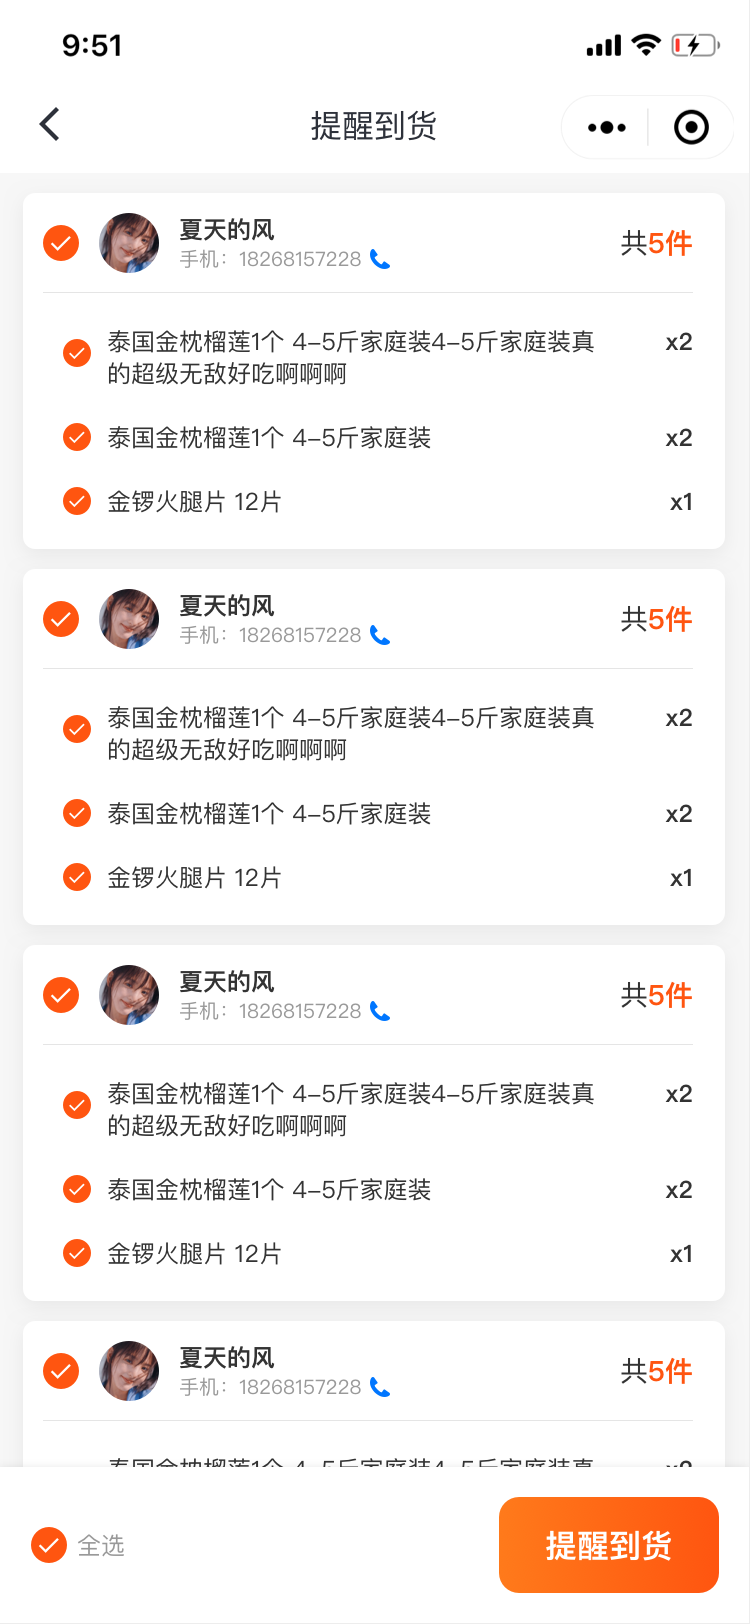 9:51
提醒到货
夏天的风
共5件
手机：18268157228
泰国金枕榴莲1个 4-5斤家庭装4-5斤家庭装真
x2
的超级无敌好吃啊啊啊
泰国金枕榴莲1个 4-5斤家庭装
x2
金锣火腿片 12片
x1
夏天的风
共5件
手机：18268157228
泰国金枕榴莲1个 4-5斤家庭装4-5斤家庭装真
x2
的超级无敌好吃啊啊啊
泰国金枕榴莲1个 4-5斤家庭装
x2
金锣火腿片 12片
x1
夏天的风
共5件
手机：18268157228
泰国金枕榴莲1个 4-5斤家庭装4-5斤家庭装真
x2
的超级无敌好吃啊啊啊
泰国金枕榴莲1个 4-5斤家庭装
x2
金锣火腿片 12片
x1
夏天的风
共5件
手机：18268157228
全选
提醒到货